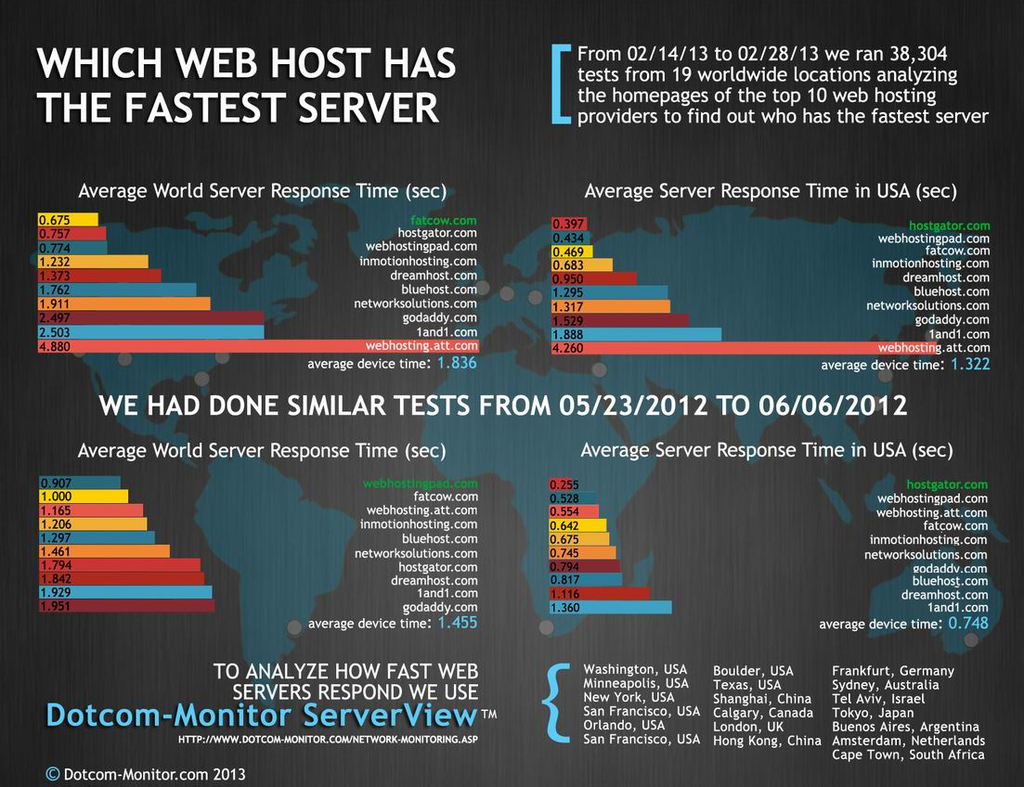 WHICH WEB HOST HAS
THE FASTEST SERVER
From 02/14/13 to 02/28/13 we ran 38,304
tests from 19 worldwide locations analyzing
the homepages of the top 10 web hosting
providers to find out who has the fastest server
Average World Server Response Time (sec)
0.675 fatcow.com
0.757 hostgator.com
0.774 webhostingpad.com
1.232 inmotionhosting.com
1.373 dreamhost.com
1.762 bluehost.com
1.911 networksolutions.com
2.497 godaddy.com
2.503 1and1.com
4.880 webhosting.att.com
average device time: 1.836
Average Server Response Time in USA (sec)
0.397 hostgator.com
0.434 webhostingpad.com
0.469 fatcow.com
0.683 inmotionhosting.com
0.950 dreamhost.com
1.295 bluehost.com
1.317 networksolutions.com
1.529 godaddy.com
1.888 1and1.com
4.260 webhosting.att.com
average device time: 1.322
WE HAD DONE SIMILAR TESTS FROM 05/23/2012 TO 06/06/2012
Average World Server Response Time (sec)
0.907 webhostingpad.com
1.000 fatcow.com
1.165 webhosting.att.com
1.206 inmotionhosting.com
1.297 bluehost.com
1.461 networksolutions.com
1.794 hostgator.com
1.842 dreamhost.com
1.929 1and1.com
1.951 godaddy.com
average device time: 1.455
Average Server Response Time in USA (sec)
0.255 hostgator.com
0.528 webhostingpad.com
0.554 webhosting.att.com
0.642 fatcow.com
0.675 inmotionhosting.com
0.745 networksolutions.com
0.794 godaddy.com
0.817 bluehost.com
1.116 dreamhost.com
1.360 1and1.com
average device time: 0.748
TO ANALYZE HOW FAST WEB
SERVERS RESPOND WE USE
Dotcom-Monitor ServerView™
HTTP://WWW.DOTCOM-MONITOR.COM/NETWORK-MONITORING.ASP
Washington, USA
Minneapolis, USA
New York, USA
San Francisco, USA
Orlando, USA
San Francisco, USA
Boulder, USA
Texas, USA
Shanghai, China
Calgary, Canada
London, UK
Hong Kong, China
Frankfurt, Germany
Sydney, Australia
Tel Aviv, Israel
Tokyo, Japan
Buenos Aires, Argentina
Amsterdam, Netherlands
Cape Town, South Africa
© Dotcom-Monitor.com 2013